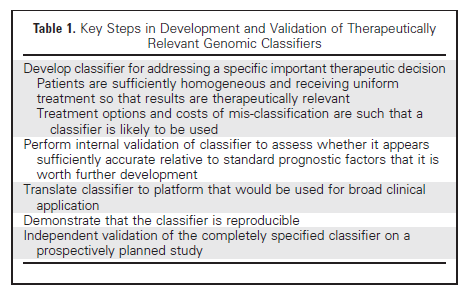 Table 1. Key Steps in Development and Validation of Therapeutically
Relevant Genomic Classifiers
Develop classifier for addressing a specific important therapeutic decision
Patients are sufficiently homogeneous and receiving uniform
treatment so that results are therapeutically relevant
Treatment options and costs of mis-classification are such that a
classifier is likely to be used
Perform internal validation of classifier to assess whether it appears
sufficiently accurate relative to standard prognostic factors that it is
worth further development
Translate classifier to platform that would be used for broad clinical
application
Demonstrate that the classifier is reproducible
Independent validation of the completely specified classifier on a
prospectively planned study